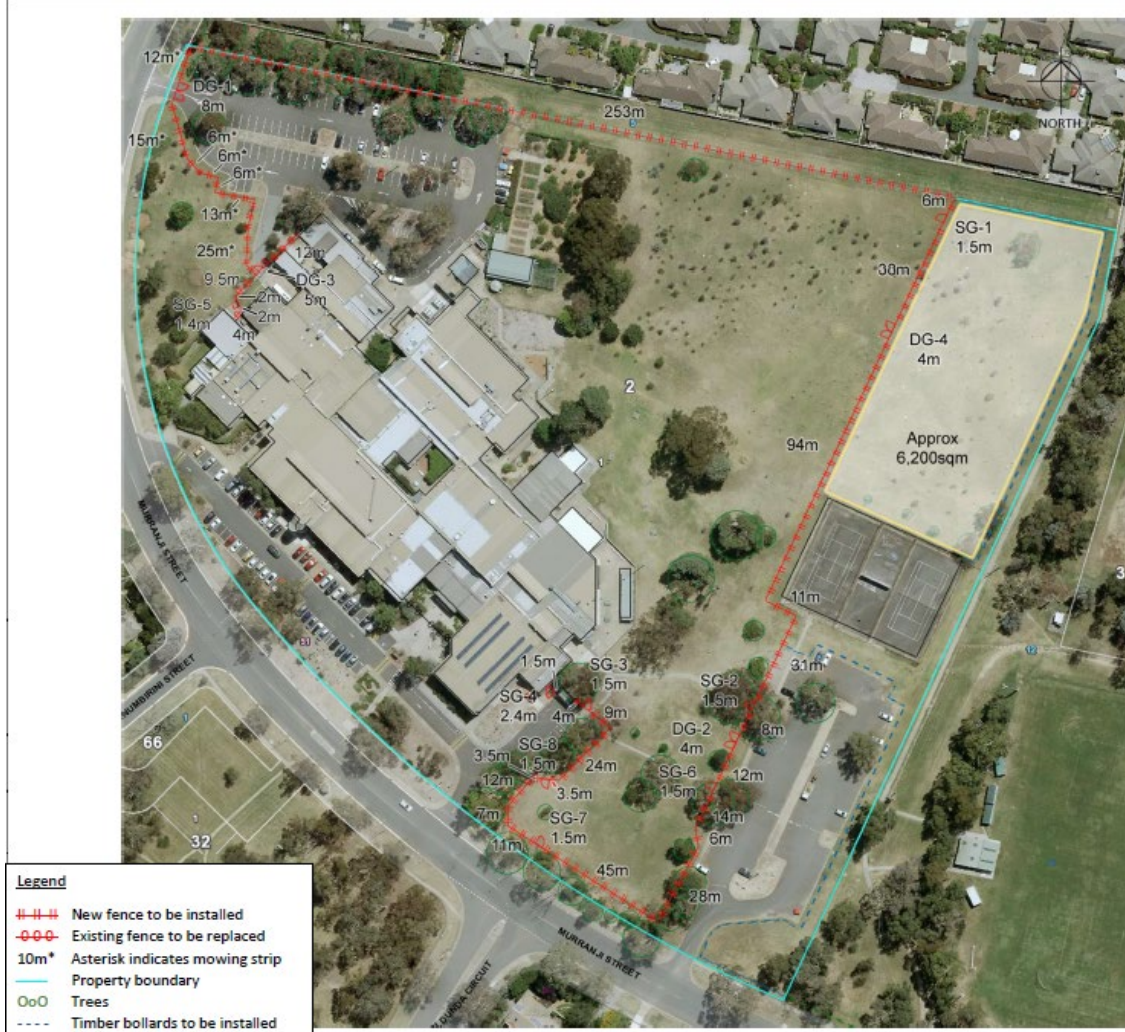 12m*
DG-1
8m
253m
NORTH
15m*
6m*
6m*
6m*
6m
13m*
SG-1
1.5m
25m*
12m
30m
9.5m
DG-3
5m
2m
SG-5
1.4m
2m
4m
DG-4
4m
2
94m
Approx
6,200sqm
1
MURRANJI STREET
11m
3
31
NUMBIRINI STREET
1.5m
SG-3
1.5m
31m
SG-2
1.5m
SG-4
2.4m
4m
9m
8m
DG-2
4m
66
3.5m
SG-8
1.5m
24m
12m
SG-6
1.5m
12m
3.5m
7m
SG-7
1.5m
14m
6m
1
32
11m
45m
28m
MURRANJI STREET
Legend
New fence to be installed
Existing fence to be replaced
10m* Asterisk indicates mowing strip
Property boundary
OoO Trees
Timber bollards to be installed